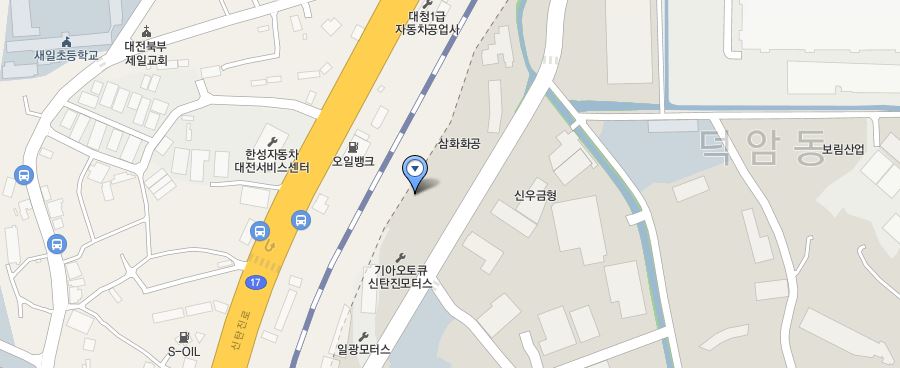 대청1급
자동차공업사
새일초등학교
대전북부
제일교회
한성자동차
대전서비스센터
오일뱅크
삼화화공
덕암동
보림산업
신우금형
기아오토큐
신탄진모터스
17
신탄진로
S-OIL
일광모터스